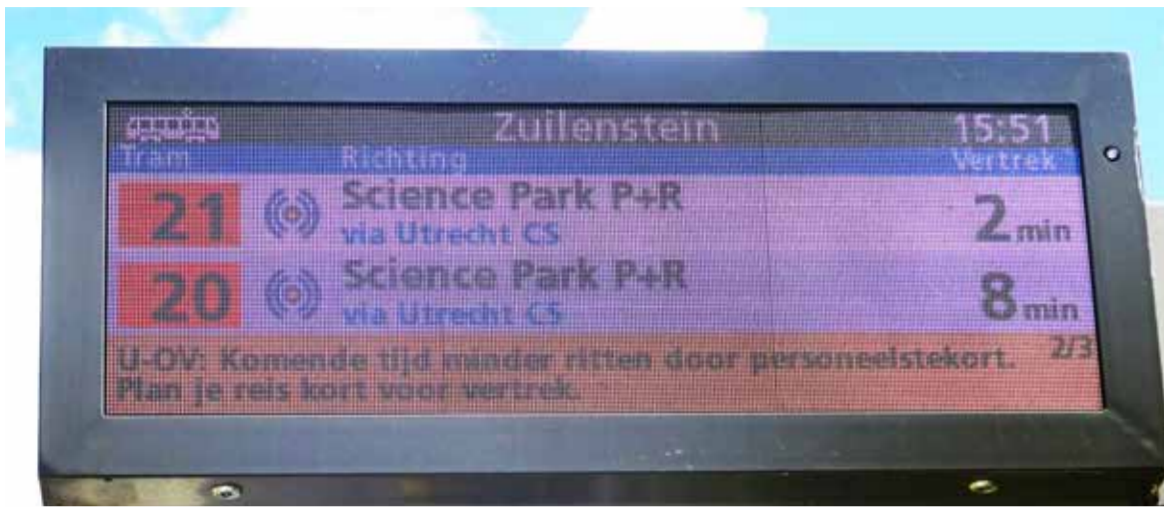 Zuilenstein 15:51
Tram Richting Vertrek
21 Science Park P+R 2 min
via Utrecht CS
20 Science Park P+R 8 min
via Utrecht CS
U-OV: Komende tijd minder ritten door personeelstekort. 2/3
Plan je reis kort voor vertrek.